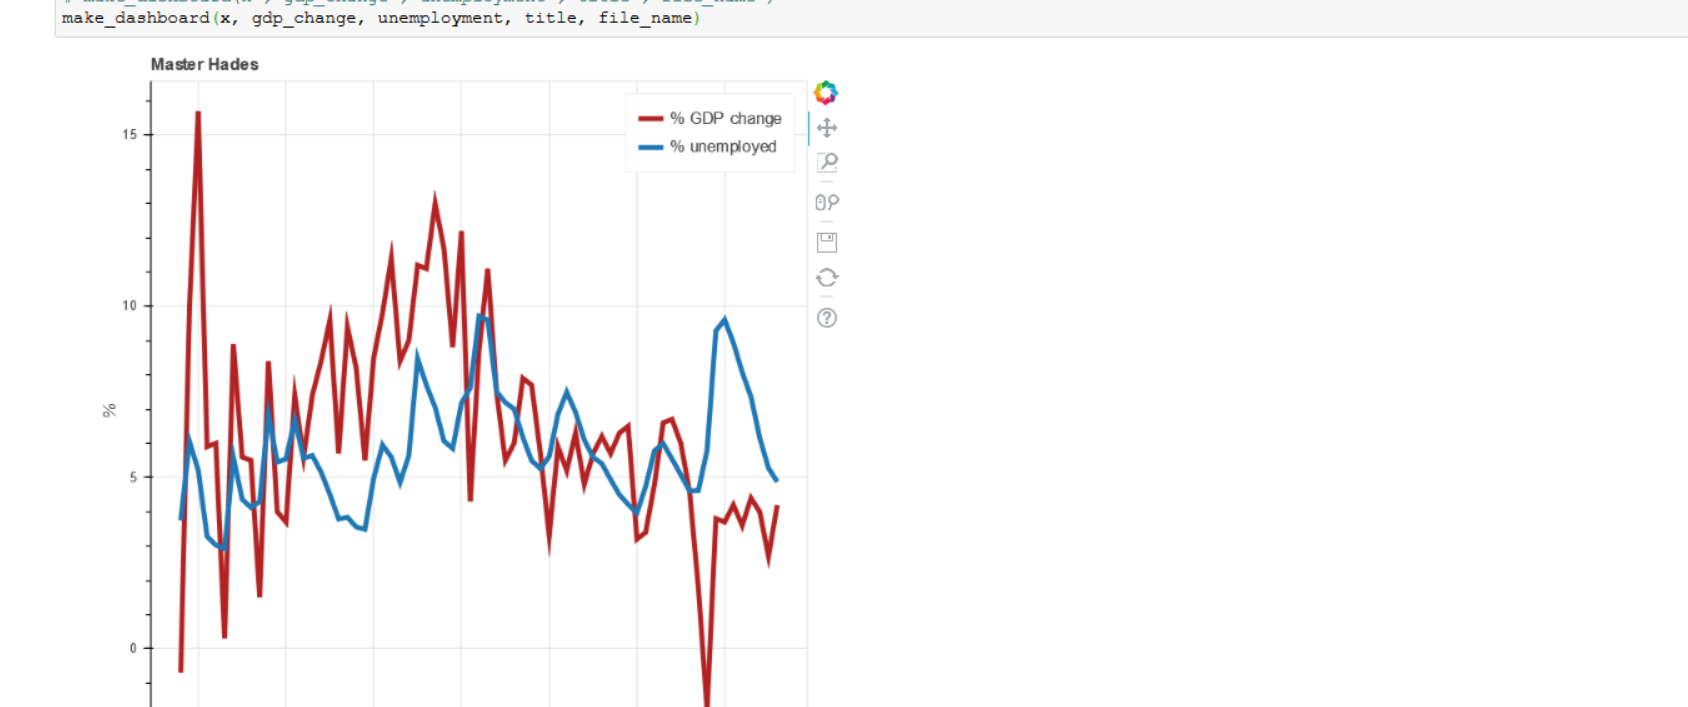 make_dashboard(x, gdp_change, unemployment, title, file_name)
Master Hades
% GDP change
% unemployed
15
10
%
5
0